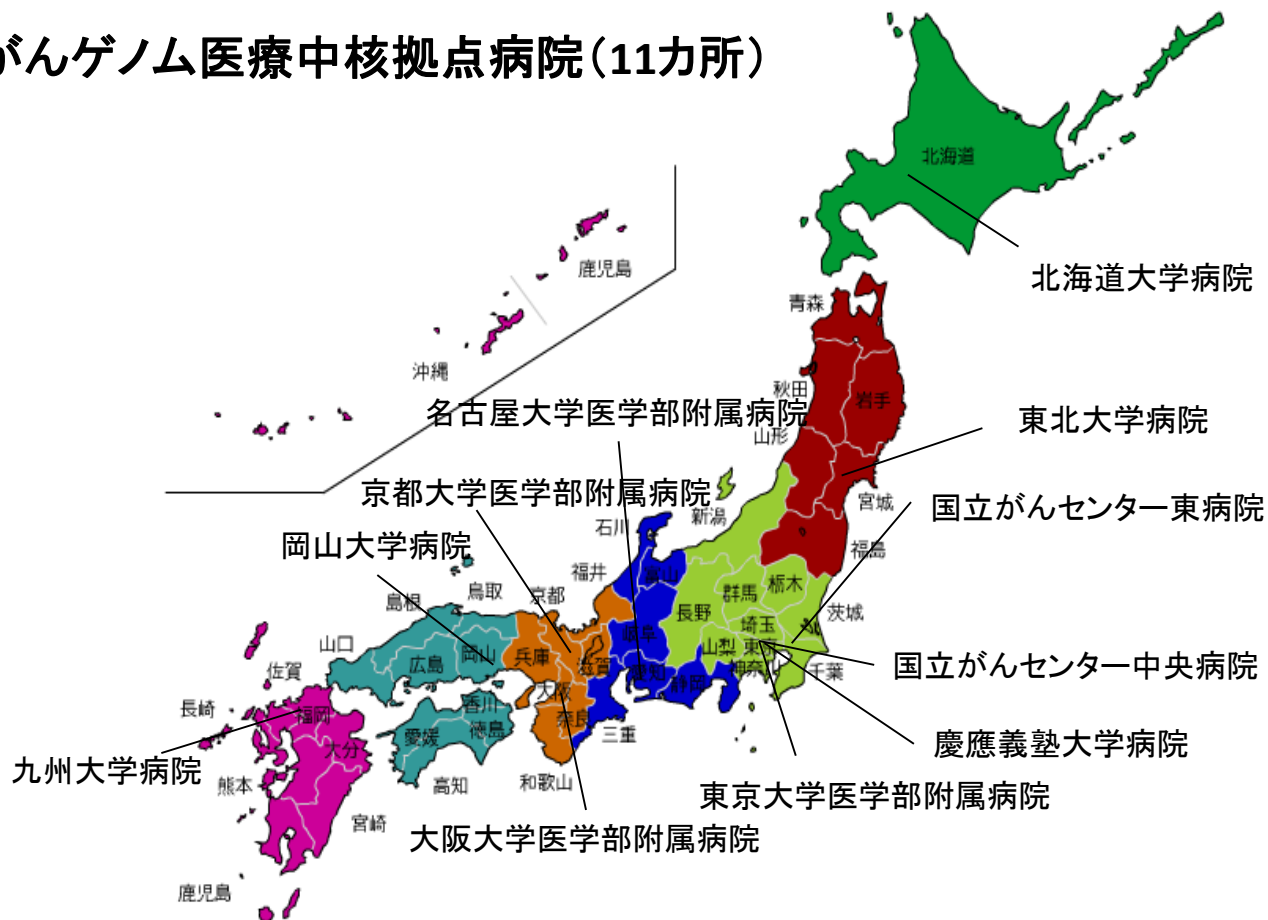 がんゲノム医療中核拠点病院（11カ所）
北海道
北海道大学病院
鹿児島
沖縄
青森
秋田
岩手
名古屋大学医学部附属病院
山形
東北大学病院
京都大学医学部附属病院
宮城
国立がんセンター東病院
石川
新潟
福島
岡山大学病院
福井
富山
群馬
栃木
鳥取
京都
島根
長野
茨城
埼玉
岐阜
山口
広島
岡山
兵庫
滋賀
山梨
東京
神奈川
千葉
国立がんセンター中央病院
佐賀
愛知
静岡
大阪
香川
長崎
福岡
奈良
愛媛
徳島
三重
大分
慶應義塾大学病院
九州大学病院
熊本
高知
和歌山
東京大学医学部附属病院
宮崎
大阪大学医学部附属病院
鹿児島